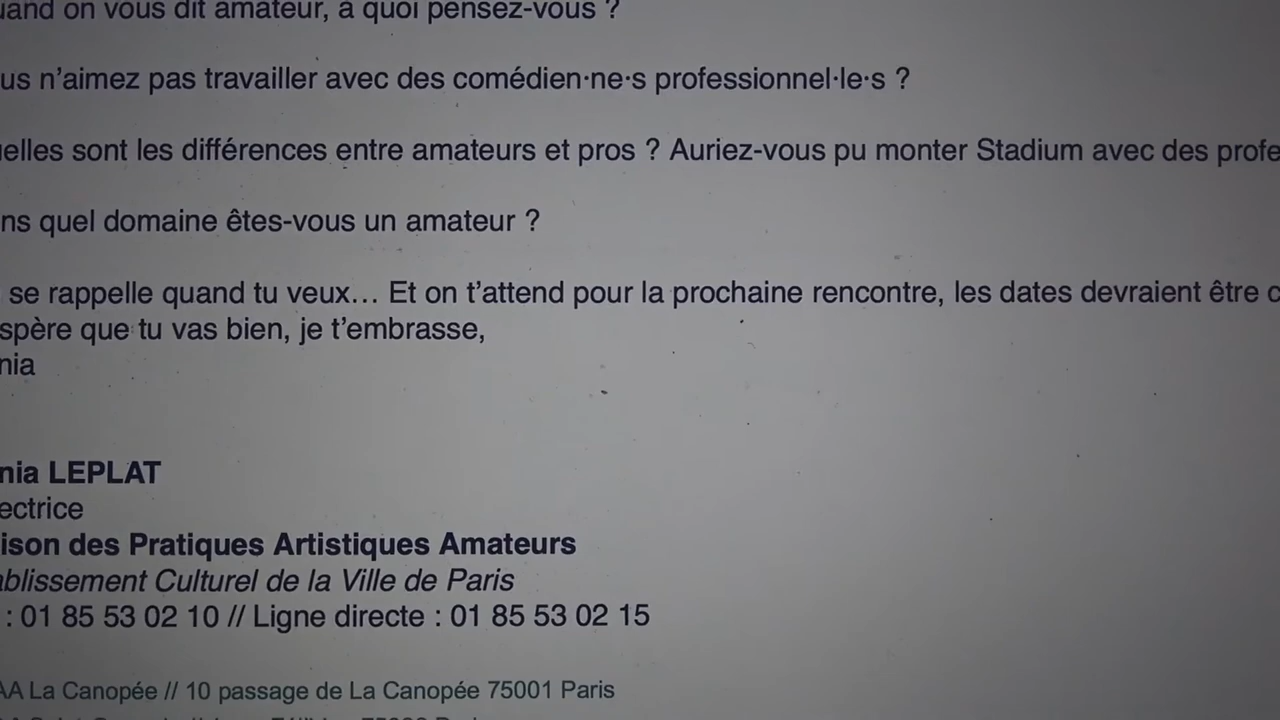 uand on vous dit amateur, à quoi pensez-vous ?
us n'aimez pas travailler avec des comédien·ne·s professionnel·le·s ?
elles sont les différences entre amateurs et pros ? Auriez-vous pu monter Stadium avec des profe
ns quel domaine êtes-vous un amateur ?
se rappelle quand tu veux… Et on t'attend pour la prochaine rencontre, les dates devraient être c
spère que tu vas bien, je t'embrasse,
nia
nia LEPLAT
ectrice
ison des Pratiques Artistiques Amateurs
ablissement Culturel de la Ville de Paris
: 01 85 53 02 10 // Ligne directe : 01 85 53 02 15
AA La Canopée // 10 passage de La Canopée 75001 Paris